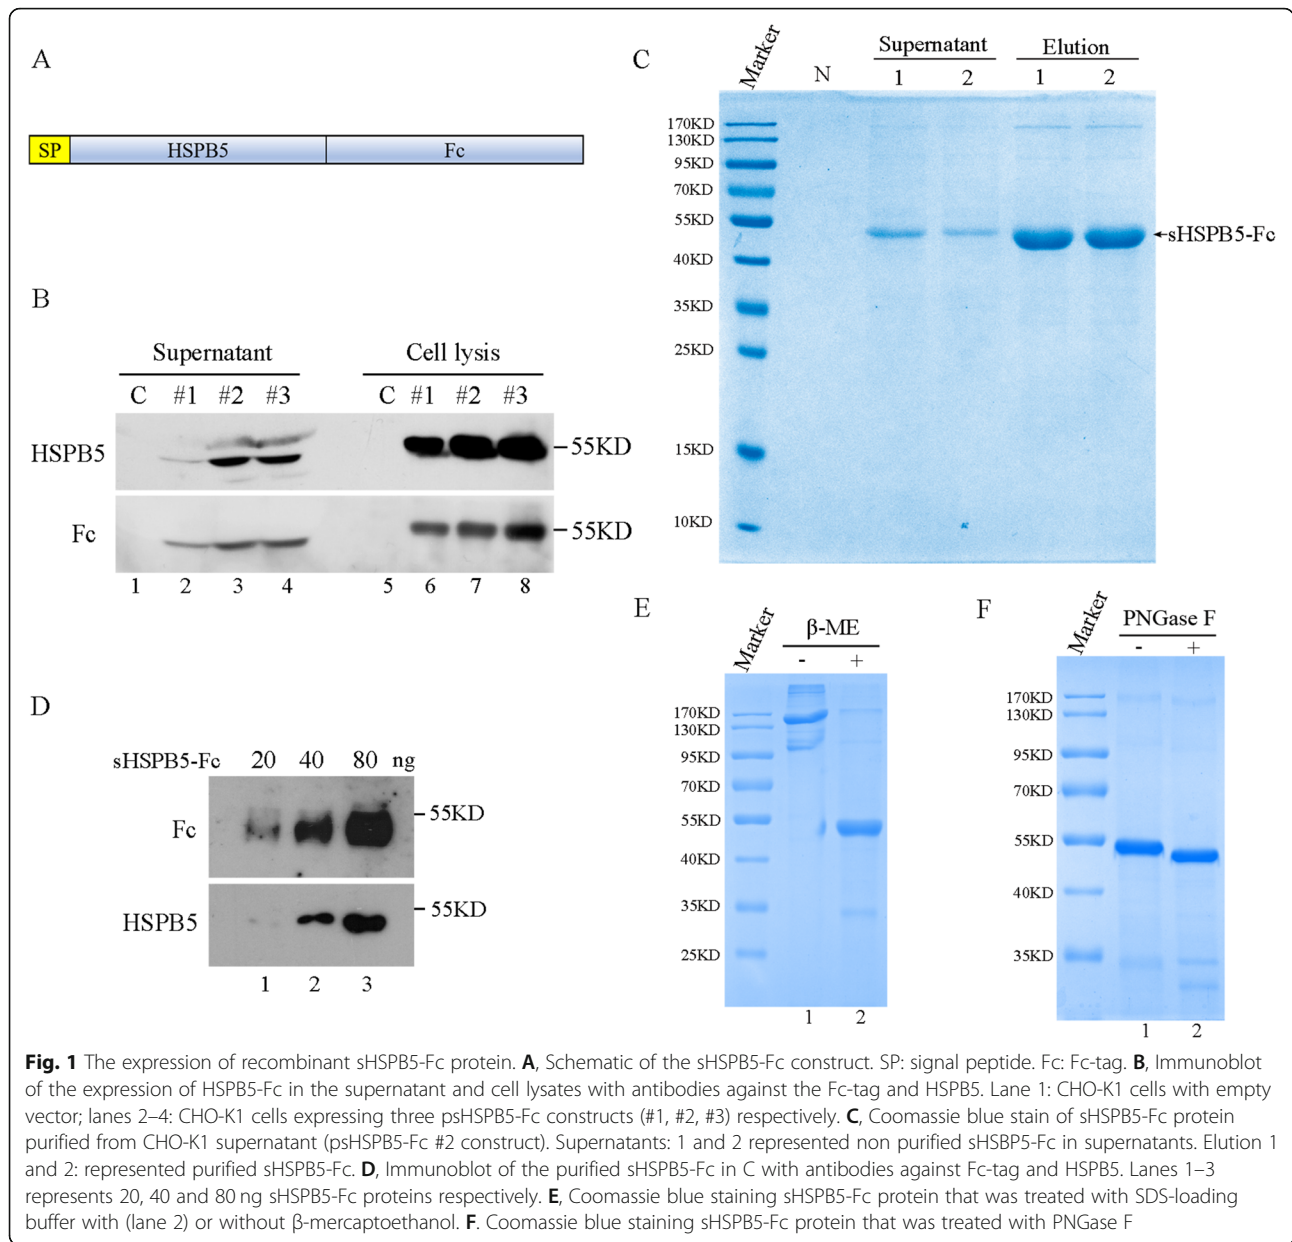 A
SP HSPB5 Fc
B
Supernatant Cell lysis
C #1 #2 #3 C #1 #2 #3
HSPB5 55KD
Fc 55KD
1 2 3 4 5 6 7 8
C
Marker N Supernatant Elution
1 2 1 2
170KD
130KD
95KD
70KD
55KD
sHSPB5-Fc
40KD
35KD
25KD
15KD
10KD
D
sHSPB5-Fc 20 40 80 ng
Fc 55KD
HSPB5 55KD
1 2 3
E
Marker β-ME
- +
170KD
130KD
95KD
70KD
55KD
40KD
35KD
25KD
1 2
F
Marker PNGase F
- +
170KD
130KD
95KD
70KD
55KD
40KD
35KD
1 2
Fig. 1 The expression of recombinant sHSPB5-Fc protein. A, Schematic of the sHSPB5-Fc construct. SP: signal peptide. Fc: Fc-tag. B, Immunoblot
of the expression of HSPB5-Fc in the supernatant and cell lysates with antibodies against the Fc-tag and HSPB5. Lane 1: CHO-K1 cells with empty
vector; lanes 2–4: CHO-K1 cells expressing three psHSPB5-Fc constructs (#1, #2, #3) respectively. C, Coomassie blue stain of sHSPB5-Fc protein
purified from CHO-K1 supernatant (psHSPB5-Fc #2 construct). Supernatants: 1 and 2 represented non purified sHSBP5-Fc in supernatants. Elution 1
and 2: represented purified sHSPB5-Fc. D, Immunoblot of the purified sHSPB5-Fc in C with antibodies against Fc-tag and HSPB5. Lanes 1–3
represents 20, 40 and 80 ng sHSPB5-Fc proteins respectively. E, Coomassie blue staining sHSPB5-Fc protein that was treated with SDS-loading
buffer with (lane 2) or without β-mercaptoethanol. F. Coomassie blue staining sHSPB5-Fc protein that was treated with PNGase F